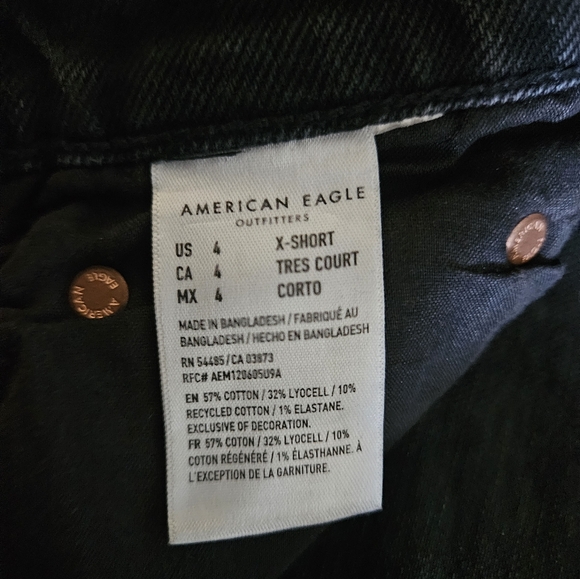 AMERICAN EAGLE
OUTFITTERS
US 4 X-SHORT
CA 4 TRES COURT
MX 4 CORTO
MADE IN BANGLADESH / FABRIQUÉ AU
BANGLADESH / HECHO EN BANGLADESH
RN 54485 / CA 03873
RFC# AEM120605U9A
EN 57% COTTON / 32% LYOCELL / 10%
RECYCLED COTTON / 1% ELASTANE.
EXCLUSIVE OF DECORATION.
FR 57% COTON / 32% LYOCELL / 10%
COTON RÉGÉNÉRÉ / 1% ÉLASTHANNE. À
L'EXCEPTION DE LA GARNITURE.
AMERICAN EAGLE